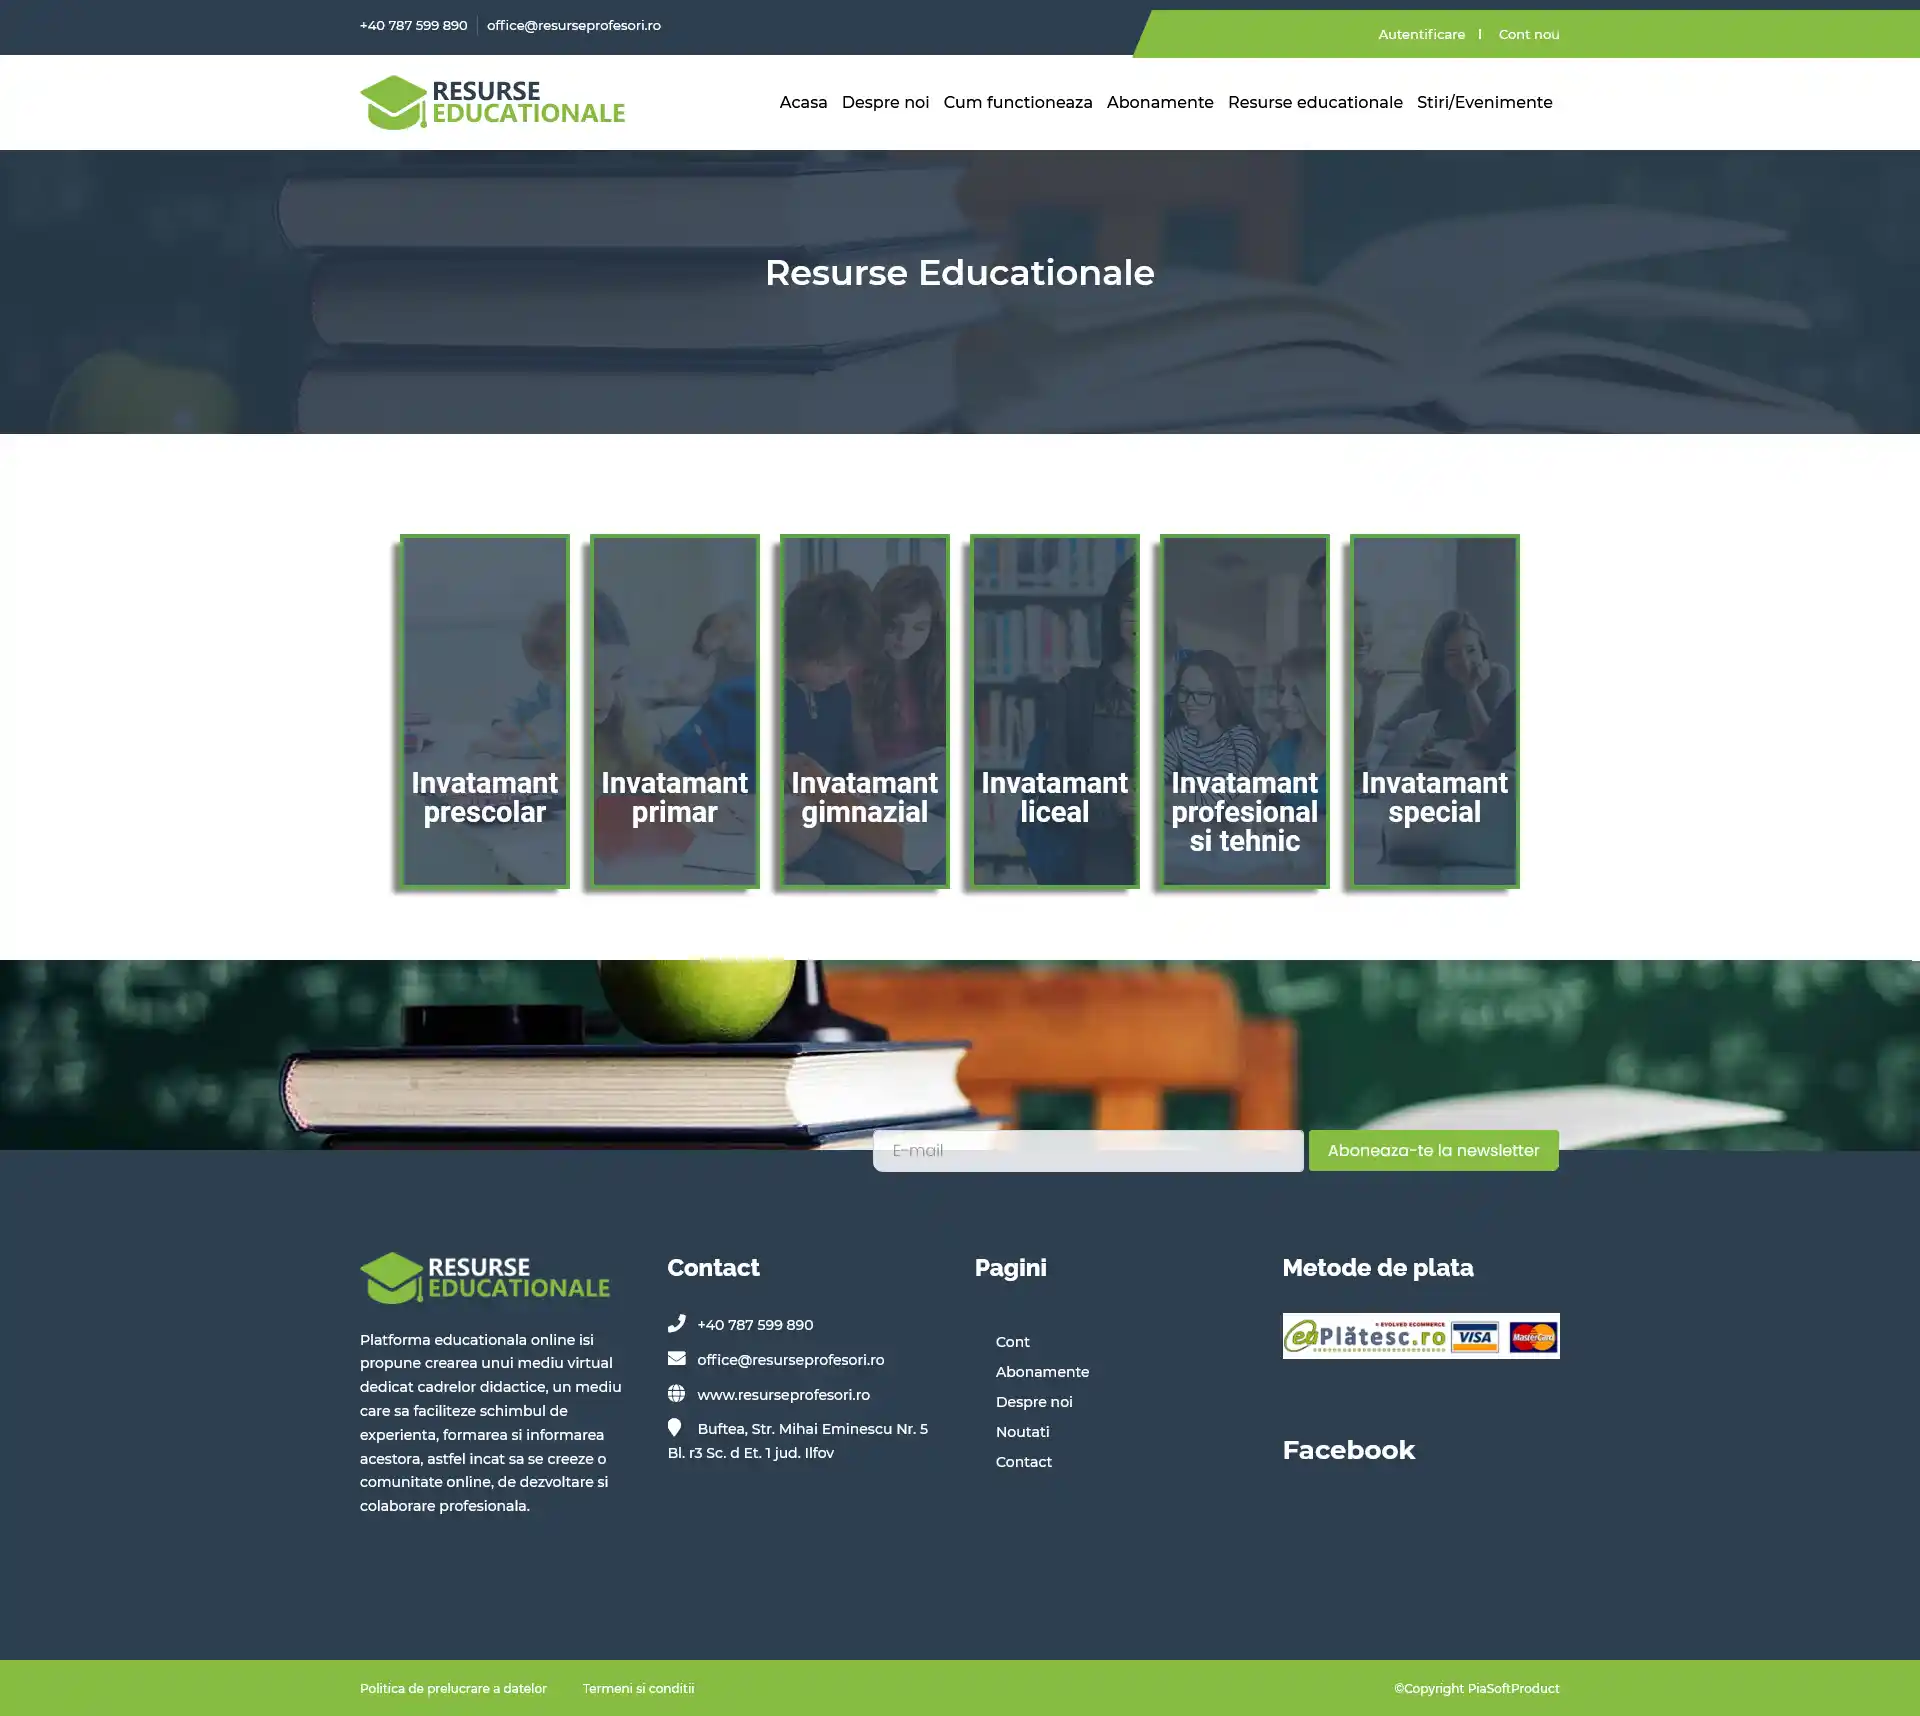 +40 787 599 890
office@resurseprofesori.ro
Autentificare | Cont nou
RESURSE
EDUCATIONALE
Acasa Despre noi Cum functioneaza Abonamente Resurse educationale Stiri/Evenimente
Resurse Educationale
Invatamant
prescolar
Invatamant
primar
Invatamant
gimnazial
Invatamant
liceal
Invatamant
profesional
si tehnic
Invatamant
special
E-mail
Aboneaza-te la newsletter
RESURSE
EDUCATIONALE
Platforma educationala online isi
propune crearea unui mediu virtual
dedicat cadrelor didactice, un mediu
care sa faciliteze schimbul de
experienta, formarea si informarea
acestora, astfel incat sa se creeze o
comunitate online, de dezvoltare si
colaborare profesionala.
Contact
+40 787 599 890
office@resurseprofesori.ro
www.resurseprofesori.ro
Buftea, Str. Mihai Eminescu Nr. 5
Bl. r3 Sc. d Et. 1 jud. Ilfov
Pagini
Cont
Abonamente
Despre noi
Noutati
Contact
Metode de plata
EVOLVED ECOMMERCE
euPlătesc.ro
VISA
MasterCard
Facebook
Politica de prelucrare a datelor
Termeni si conditii
©Copyright PiaSoftProduct